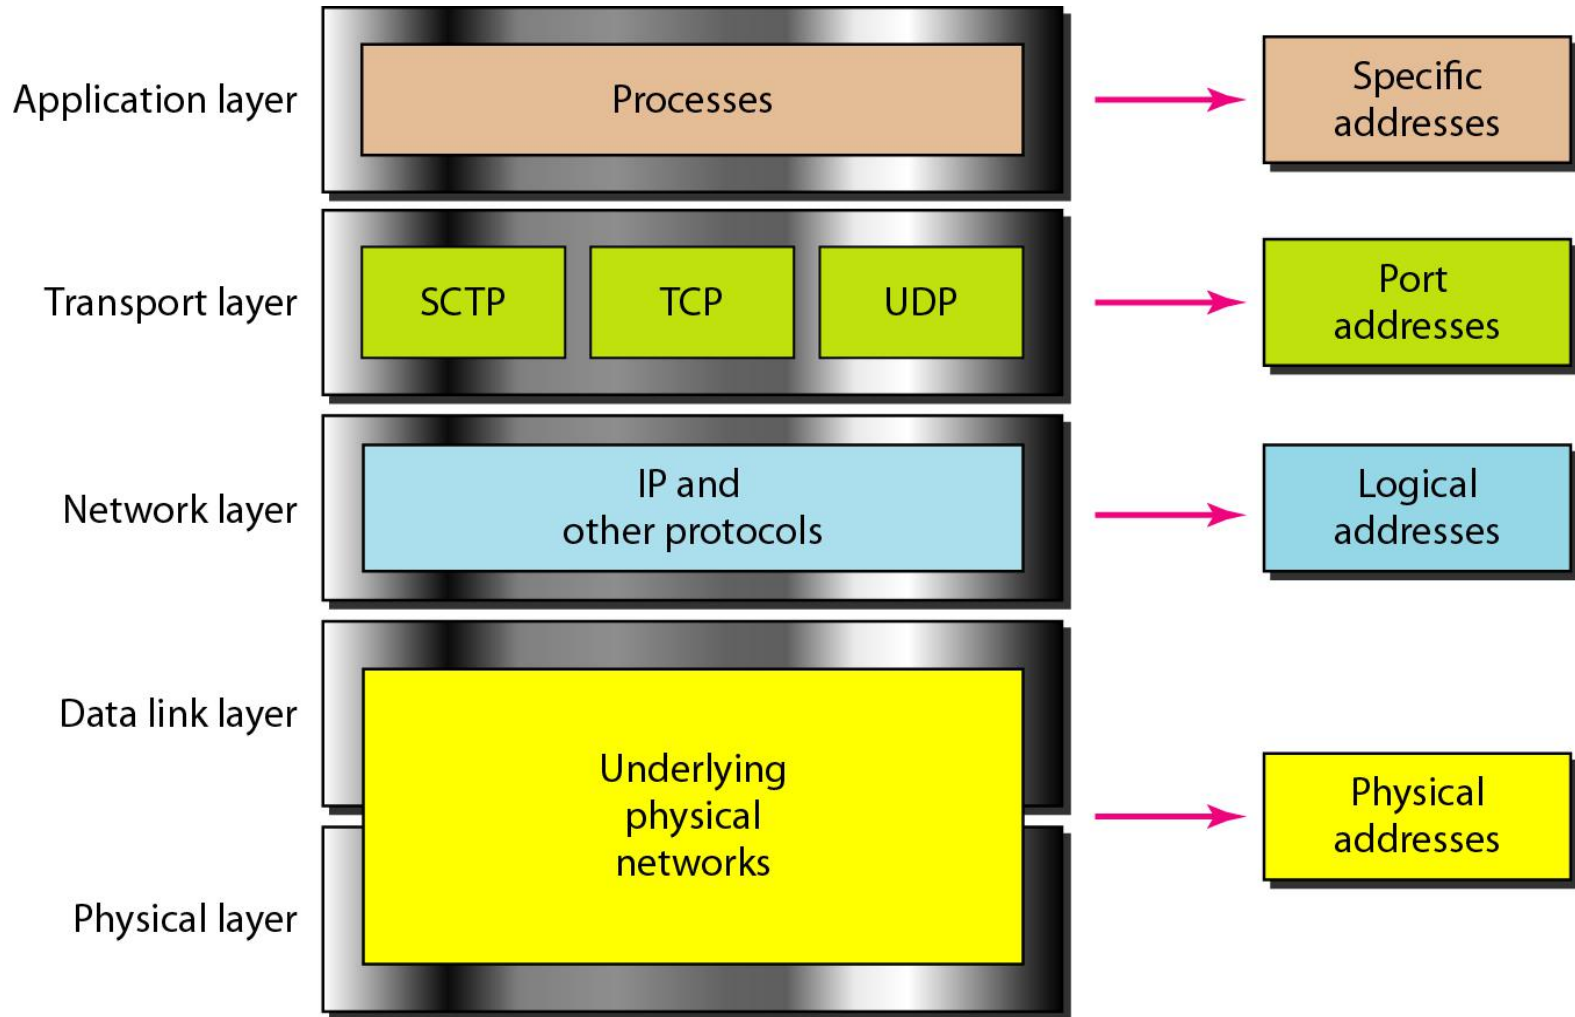 Application layer
Processes
Specific
addresses
Transport layer
SCTP
TCP
UDP
Port
addresses
Network layer
IP and
other protocols
Logical
addresses
Data link layer
Underlying
physical
networks
Physical
addresses
Physical layer